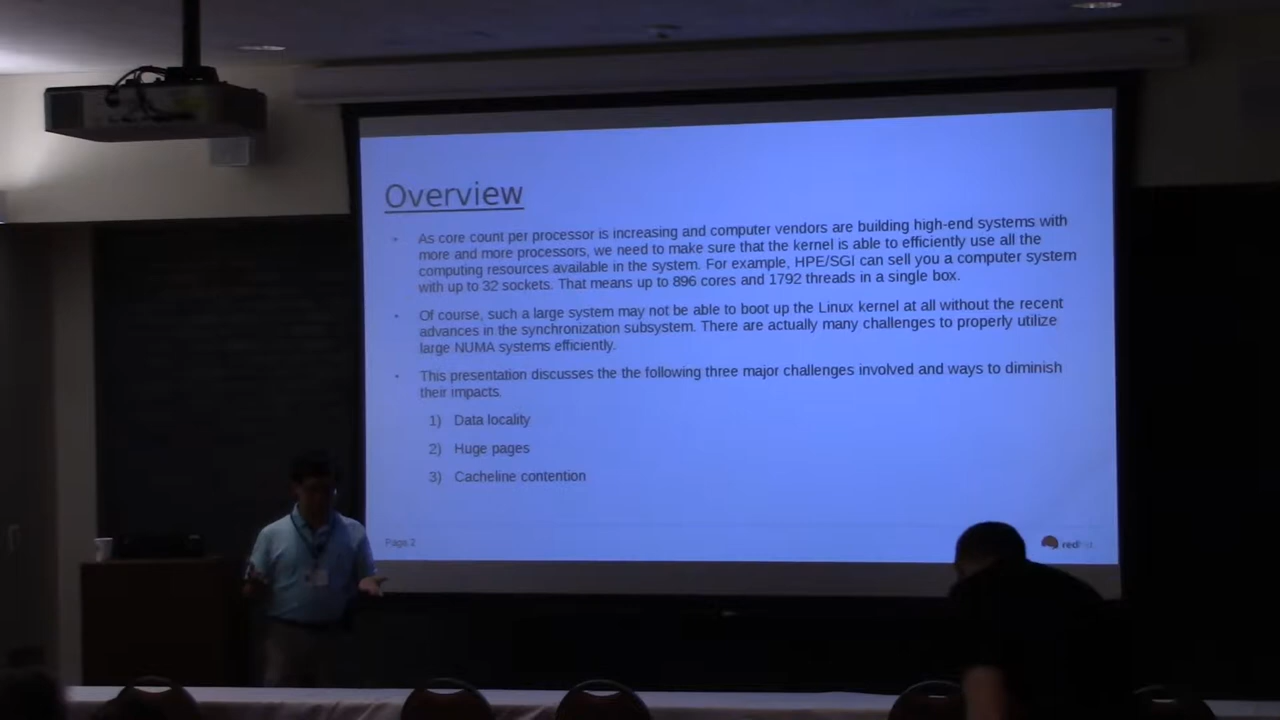 Overview
As core count per processor is increasing and computer vendors are building high-end systems with
more and more processors, we need to make sure that the kernel is able to efficiently use all the
computing resources available in the system. For example, HPE/SGI can sell you a computer system
with up to 32 sockets. That means up to 896 cores and 1792 threads in a single box.
Of course, such a large system may not be able to boot up the Linux kernel at all without the recent
advances in the synchronization subsystem. There are actually many challenges to properly utilize
large NUMA systems efficiently.
This presentation discusses the the following three major challenges involved and ways to diminish
their impacts.
1) Data locality
2) Huge pages
3) Cacheline contention
Page 2
redhat